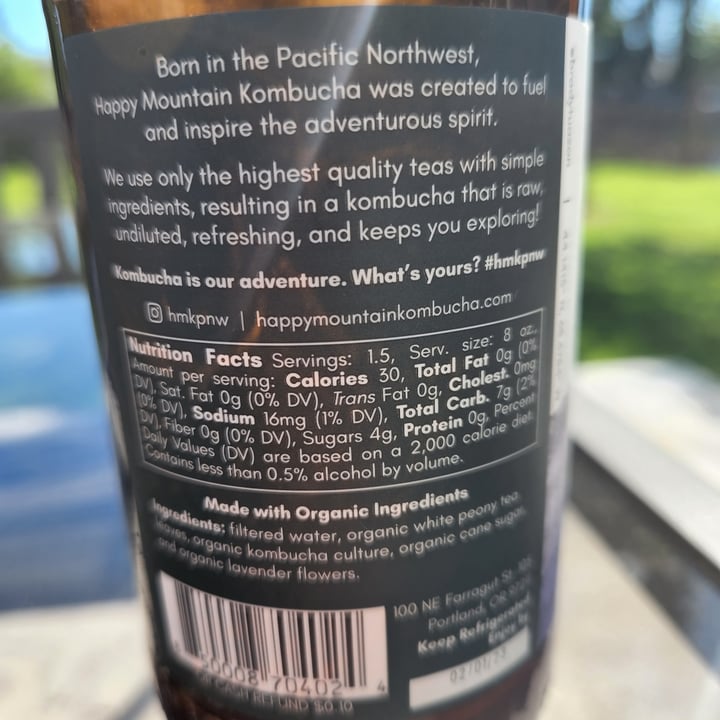 Born in the Pacific Northwest,
Happy Mountain Kombucha was created to fuel
and inspire the adventurous spirit.
We use only the highest quality teas with simple
ingredients, resulting in a kombucha that is raw,
undiluted, refreshing, and keeps you exploring!
Kombucha is our adventure. What's yours? #hmkpnw
hmkpnw | happymountainkombucha.com
Nutrition Facts Servings: 1.5, Serv. size: 8 oz.,
Amount per serving: Calories 30, Total Fat 0g (0%
DV), Sat. Fat 0g (0% DV), Trans Fat 0g, Cholest. 0mg
(0% DV), Sodium 16mg (1% DV), Total Carb. 7g (2%
DV), Fiber 0g (0% DV), Sugars 4g, Protein 0g, Percent
Daily Values (DV) are based on a 2,000 calorie diet.
Contains less than 0.5% alcohol by volume.
Made with Organic Ingredients
Ingredients: filtered water, organic white peony tea
leaves, organic kombucha culture, organic cane sugar,
and organic lavender flowers.
100 NE Farragut St.
Portland, OR
Keep Refrigerated
Enjoy by
70402 4
CASH REFUND $0.10